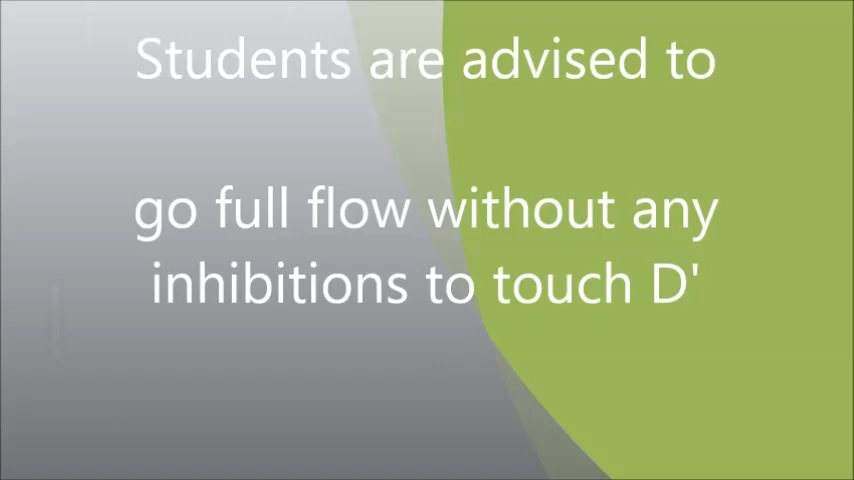 Students are advised to
go full flow without any
inhibitions to touch D'